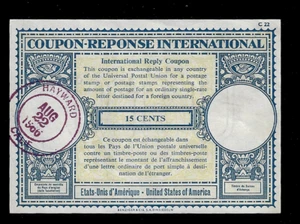 C 22
COUPON-REPONSE INTERNATIONAL
International Reply Coupon
This coupon is exchangeable in any country
of the Universal Postal Union for a postage
stamp or postage stamps representing the
amount of postage for an ordinary single-rate
letter destined for a foreign country.
HAYWARD
AUG
22
15 CENTS
Ce coupon est échangeable dans
tous les Pays de l'Union postale universelle
contre un timbre-poste ou des timbres-poste
représentant le montant de l'affranchissement
d'une lettre ordinaire de port simple à desti-
nation de l'étranger.
Etats-Unis d'Amérique - United States of America